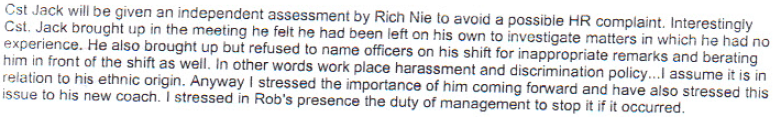 Cst Jack will be given an independent assessment by Rich Nie to avoid a possible HR complaint. Interestingly
Cst. Jack brought up in the meeting he felt he had been left on his own to investigate matters in which he had no
experience. He also brought up but refused to name officers on his shift for inappropriate remarks and berating
him in front of the shift as well. In other words work place harassment and discrimination policy...I assume it is in
relation to his ethnic origin. Anyway I stressed the importance of him coming forward and have also stressed this
issue to his new coach. I stressed in Rob's presence the duty of management to stop it if it occurred.